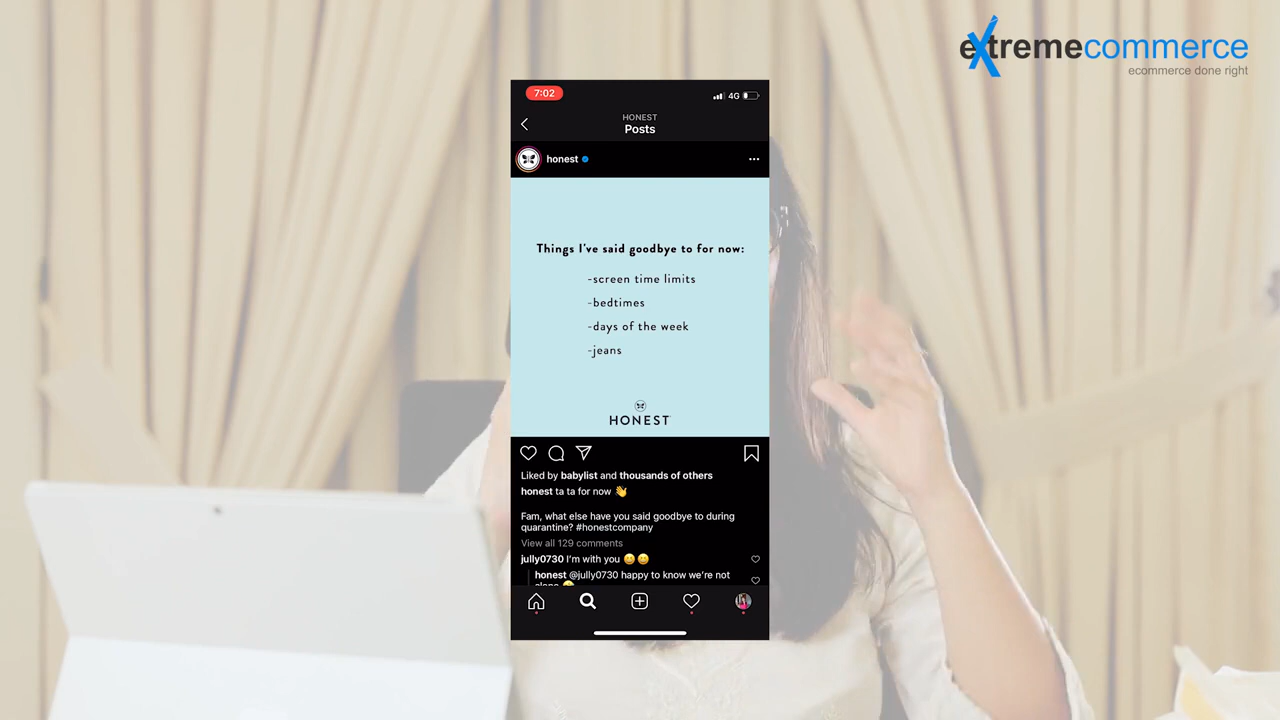 extremecommerce
ecommerce done right
7:02
4G
HONEST
Posts
honest
Things I've said goodbye to for now:
-screen time limits
-bedtimes
-days of the week
-jeans
HONEST
Liked by babylist and thousands of others
honest ta ta for now 👋
Fam, what else have you said goodbye to during
quarantine? #honestcompany
View all 129 comments
jully0730 I'm with you 😄 😄
honest @jully0730 happy to know we're not